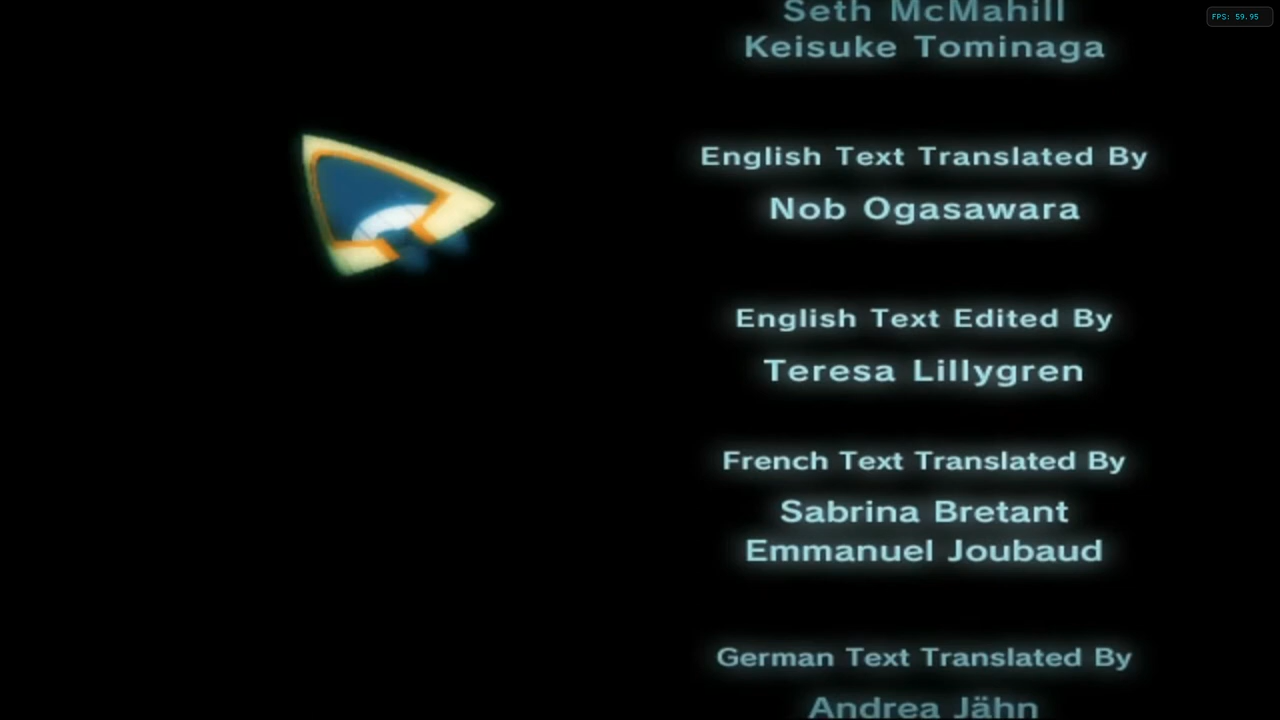 FPS: 59.95
Seth McMahill
Keisuke Tominaga
English Text Translated By
Nob Ogasawara
English Text Edited By
Teresa Lillygren
French Text Translated By
Sabrina Bretant
Emmanuel Joubaud
German Text Translated By
Andrea Jähn